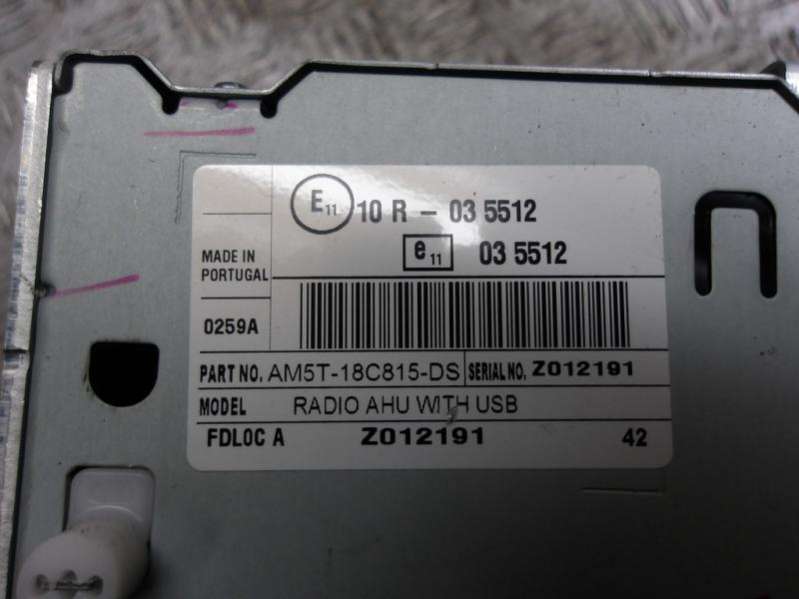 E11 10 R - 03 5512
e11 03 5512
MADE IN
PORTUGAL
0259A
PART NO. AM5T-18C815-DS SERIAL NO. Z012191
MODEL RADIO AHU WITH USB
FDL0C A Z012191 42